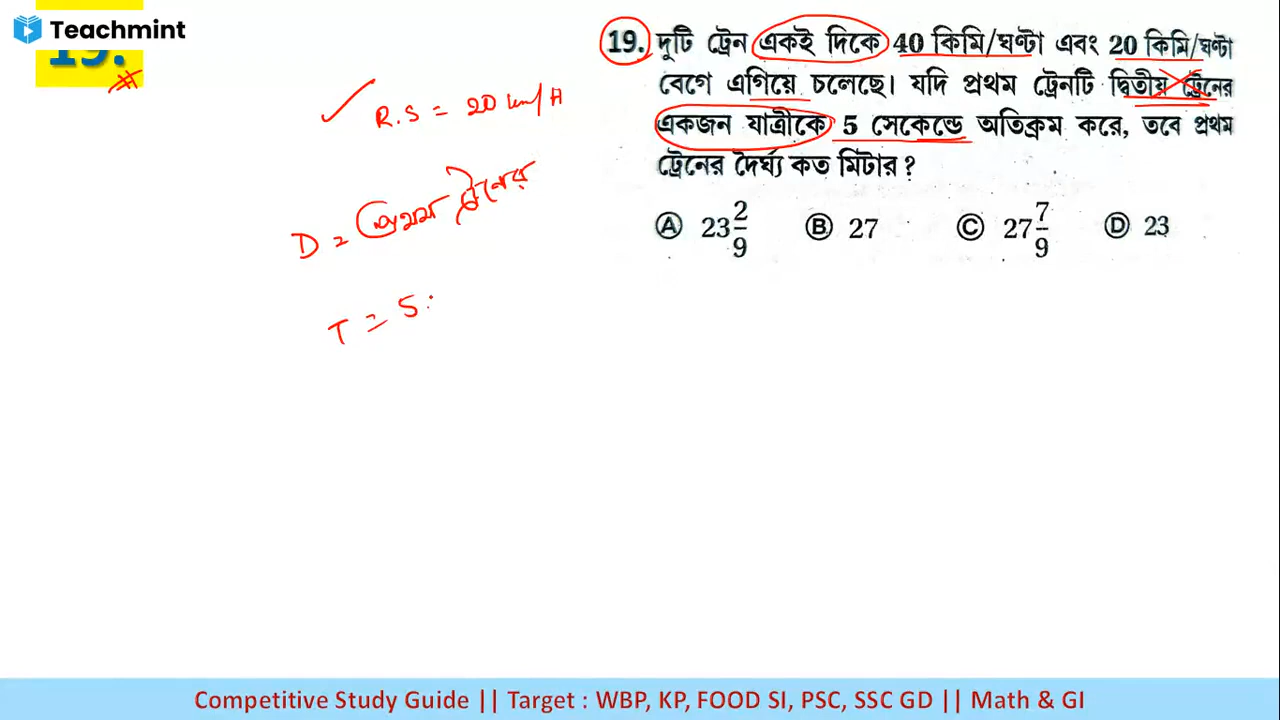 Teachmint
19.
R.S = 20 km/H
D = প্রথম ট্রেনের
T = 5.
19. দুটি ট্রেন একই দিকে 40 কিমি/ঘণ্টা এবং 20 কিমি/ঘণ্টা
বেগে এগিয়ে চলেছে। যদি প্রথম ট্রেনটি দ্বিতীয় ট্রেনের
একজন যাত্রীকে 5 সেকেন্ডে অতিক্রম করে, তবে প্রথম
ট্রেনের দৈর্ঘ্য কত মিটার?
Ⓐ 23 2/9 Ⓑ 27 Ⓒ 27 7/9 Ⓓ 23
Competitive Study Guide || Target : WBP, KP, FOOD SI, PSC, SSC GD || Math & GI